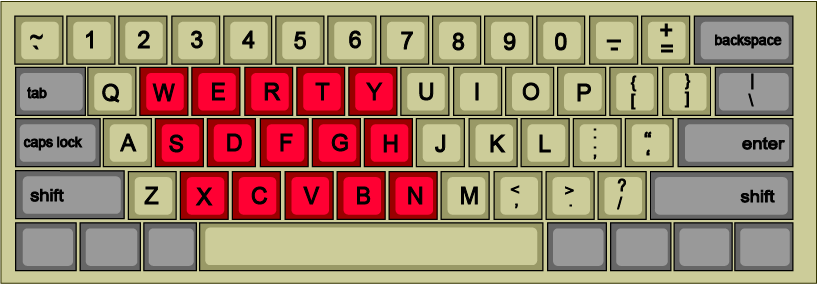 ~ 1 2 3 4 5 6 7 8 9 0 _ + backspace
` - =
tab Q W E R T Y U I O P { } |
[ ] \
caps lock A S D F G H J K L : “ enter
; ‘
shift Z X C V B N M < > ? shift
, . /